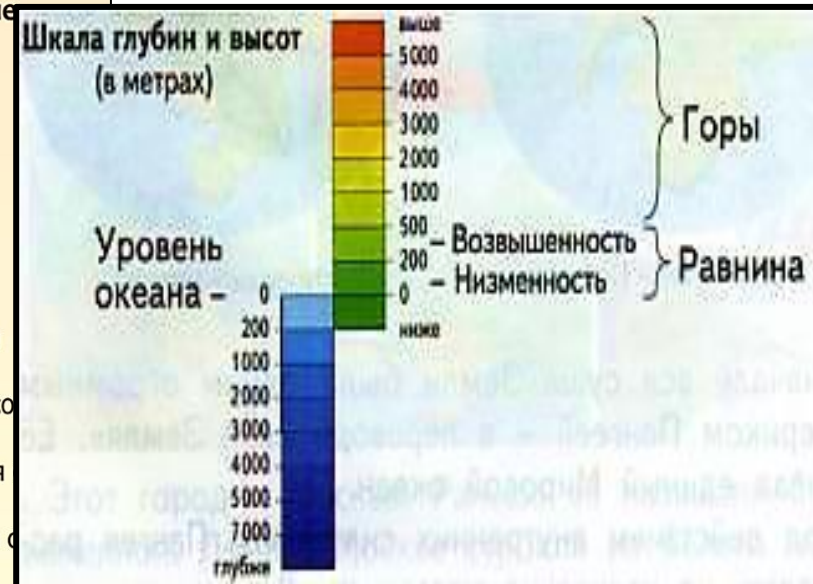 Шкала глубин и высот
(в метрах)
выше
5000
4000
3000
2000
1000
500
200
0
ниже
Горы
Возвышенность
Низменность
Равнина
Уровень
океана –
0
200
1000
2000
3000
4000
5000
7000
глубже